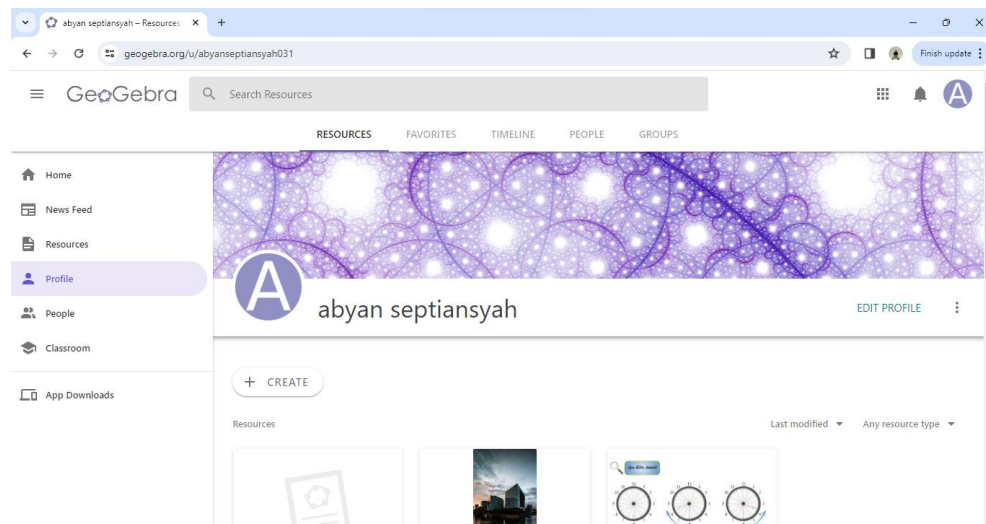 abyan septiansyah – Resources
geogebra.org/u/abyanseptiansyah031
Finish update
GeoGebra
Search Resources
A
RESOURCES FAVORITES TIMELINE PEOPLE GROUPS
Home
News Feed
Resources
Profile
People
Classroom
App Downloads
A
abyan septiansyah
EDIT PROFILE
+ CREATE
Resources
Last modified
Any resource type